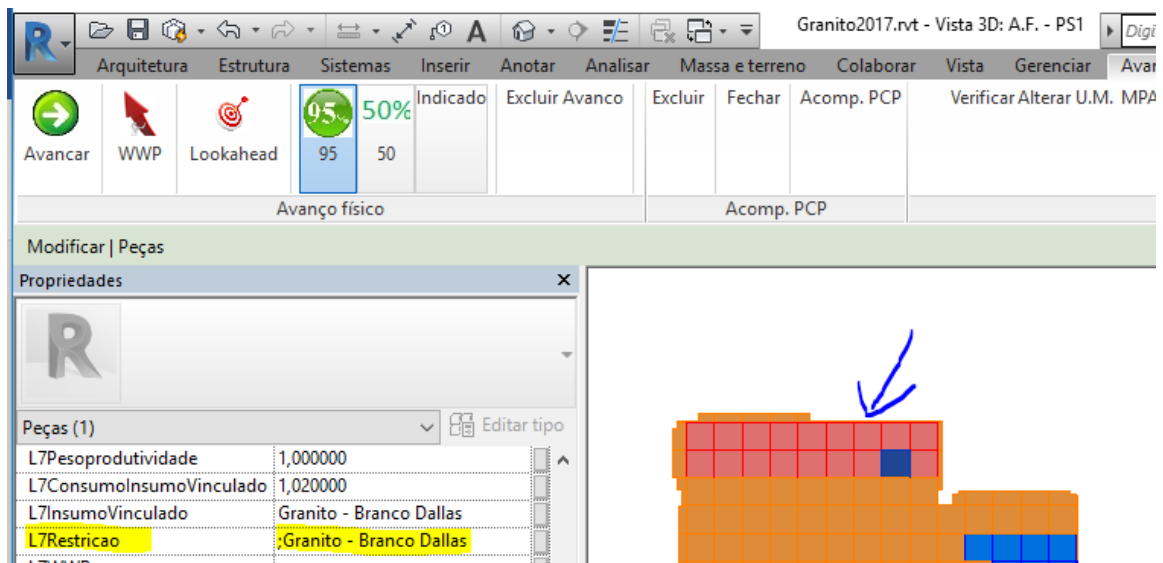 Granito2017.rvt - Vista 3D: A.F. - PS1
Digi
Arquitetura Estrutura Sistemas Inserir Anotar Analisar Massa e terreno Colaborar Vista Gerenciar Avan
95
50%
Indicado Excluir Avanco Excluir Fechar Acomp. PCP Verificar Alterar U.M. MPA
Avancar WWP Lookahead 95 50
Avanço físico Acomp. PCP
Modificar | Peças
Propriedades
Peças (1) Editar tipo
L7Pesoprodutividade 1,000000
L7ConsumoInsumoVinculado 1,020000
L7InsumoVinculado Granito - Branco Dallas
L7Restricao ;Granito - Branco Dallas